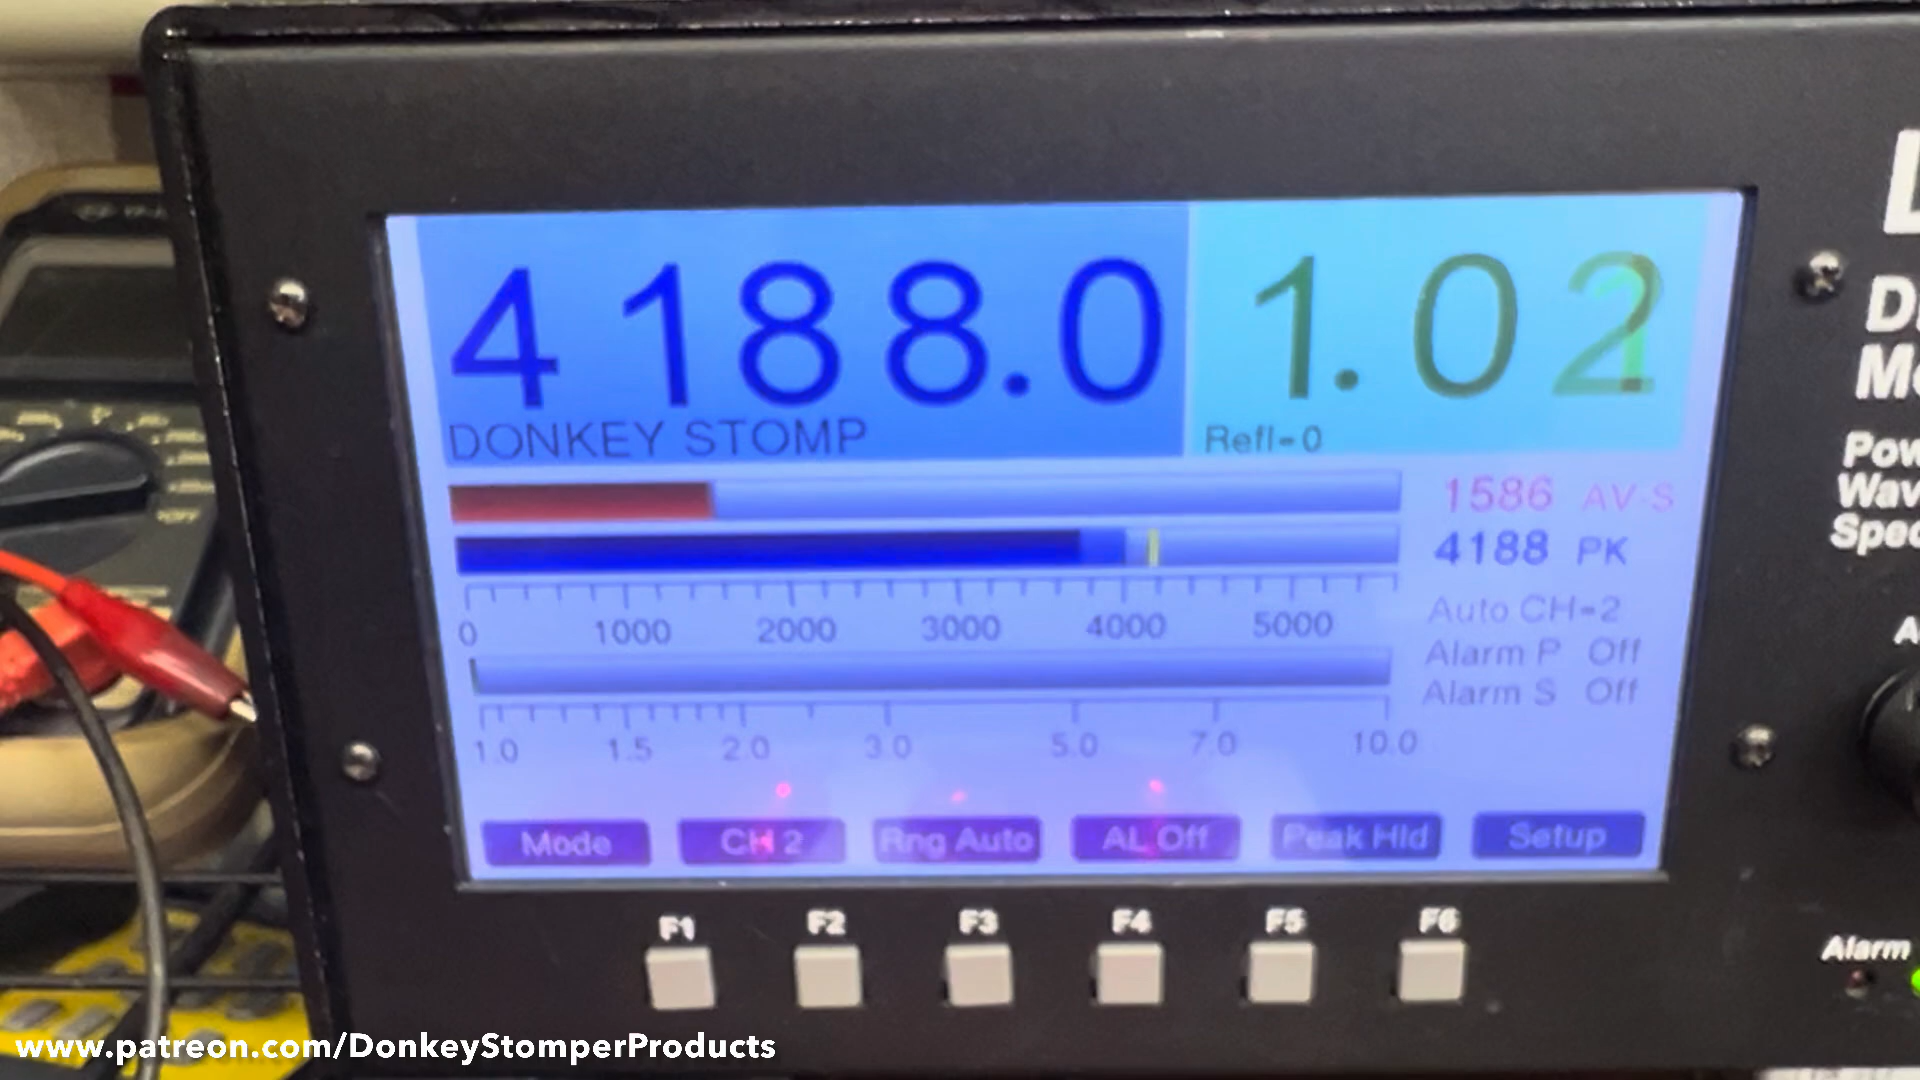 4188.0
1.02
DONKEY STOMP
Refl-0
1586 AV-S
4188 PK
0 1000 2000 3000 4000 5000
Auto CH-2
Alarm P Off
Alarm S Off
1.0 1.5 2.0 3.0 5.0 7.0 10.0
Mode CH 2 Rng Auto AL Off Peak Hld Setup
F1 F2 F3 F4 F5 F6
Alarm
www.patreon.com/DonkeyStomperProducts